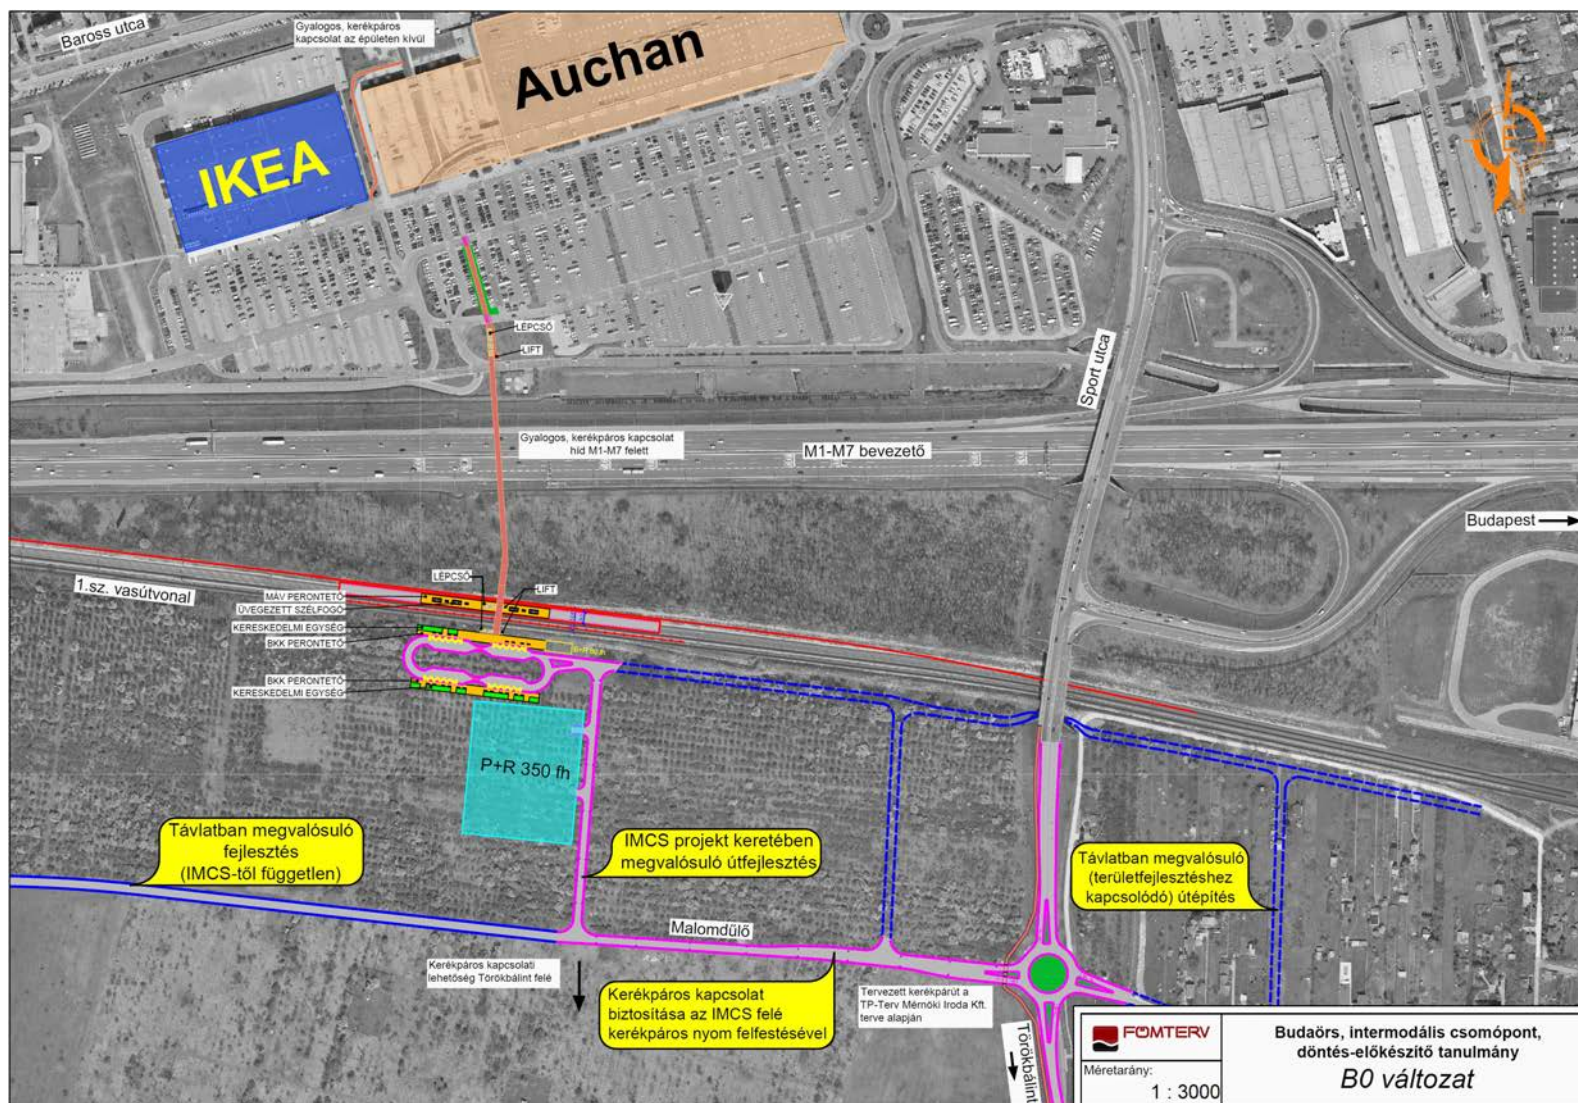 Baross utca
Gyalogos, kerékpáros
kapcsolat az épületen kívül
Auchan
IKEA
É
LÉPCSŐ
LIFT
Sport utca
Gyalogos, kerékpáros kapcsolat
híd M1-M7 felett
M1-M7 bevezető
Budapest
1.sz. vasútvonal
LÉPCSŐ
LIFT
MÁV PERONTETŐ
ÜVEGEZETT SZÉLFOGÓ
KERESKEDELMI EGYSÉG
BKK PERONTETŐ
BKK PERONTETŐ
KERESKEDELMI EGYSÉG
P+R 350 fh
Távlatban megvalósuló
fejlesztés
(IMCS-től független)
IMCS projekt keretében
megvalósuló útfejlesztés
Távlatban megvalósuló
(területfejlesztéshez
kapcsolódó) útépítés
Malomdűlő
Kerékpáros kapcsolati
lehetőség Törökbálint felé
Kerékpáros kapcsolat
biztosítása az IMCS felé
kerékpáros nyom felfestésével
Tervezett kerékpárút a
TP-Terv Mérnöki Iroda Kft.
terve alapján
Törökbálint
FŐMTERV
Méretarány:
1 : 3000
Budaörs, intermodális csomópont,
döntés-előkészítő tanulmány
B0 változat